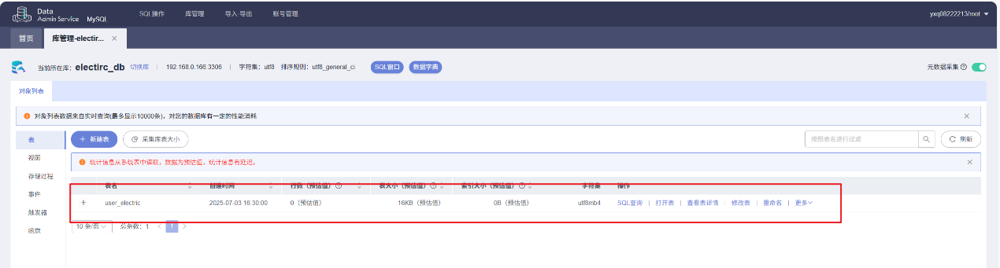 Data
Admin Service MySQL SQL操作 库管理 导入·导出 账号管理 yxq08222213/root
首页 库管理-electir...
当前所在库: electirc_db 切换库 192.168.0.166:3306 字符集: utf8 排序规则: utf8_general_ci SQL窗口 数据字典 元数据采集
对象列表
对象列表数据来自实时查询(最多显示10000条)，对您的数据库有一定的性能消耗
表 + 新建表 采集库表大小 按照表名进行过滤 刷新
视图
存储过程
事件
触发器
函数
统计信息从系统表中读取，数据为预估值，统计信息有延迟。
表名 创建时间 行数（预估值） 表大小（预估值） 索引大小（预估值） 字符集 操作
+ user_electric 2025-07-03 16:30:00 0（预估值） 16KB（预估值） 0B（预估值） utf8mb4 SQL查询 打开表 查看表详情 修改表 重命名 更多
10 条/页 总条数: 1 < 1 >